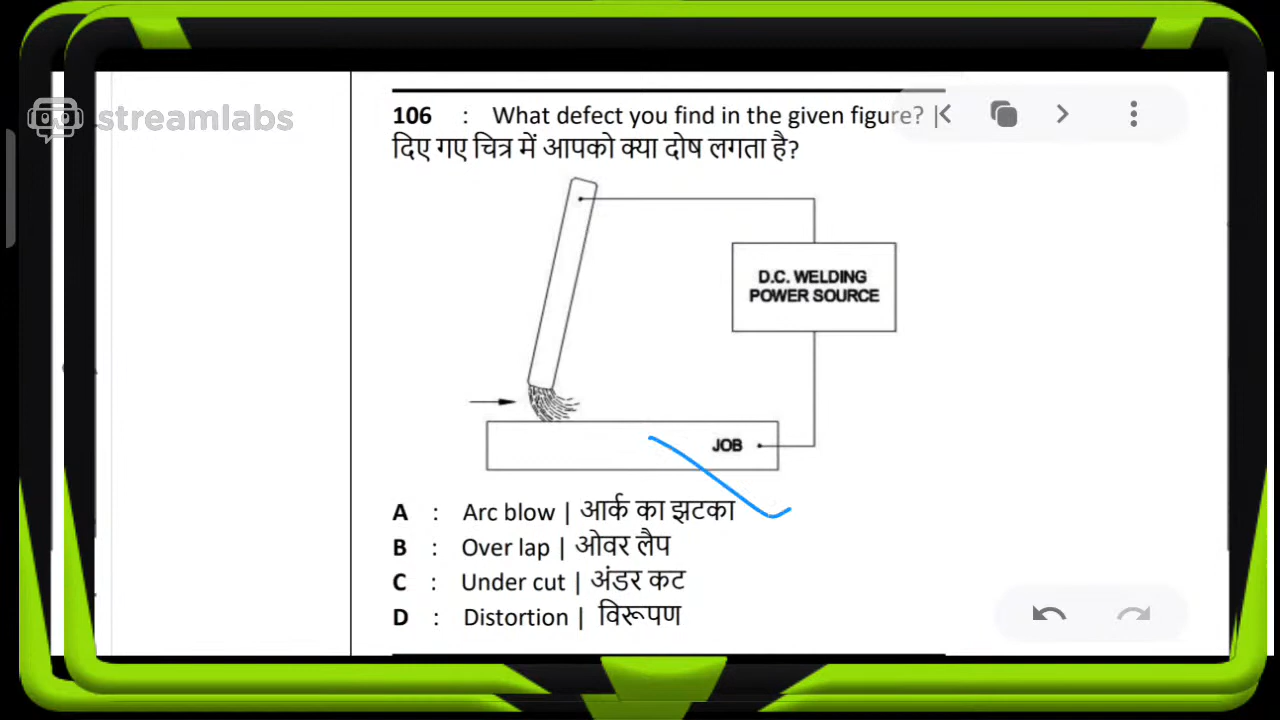 streamlabs
106 : What defect you find in the given figure? |
दिए गए चित्र में आपको क्या दोष लगता है?
D.C. WELDING
POWER SOURCE
JOB
A : Arc blow | आर्क का झटका
B : Over lap | ओवर लैप
C : Under cut | अंडर कट
D : Distortion | विरूपण